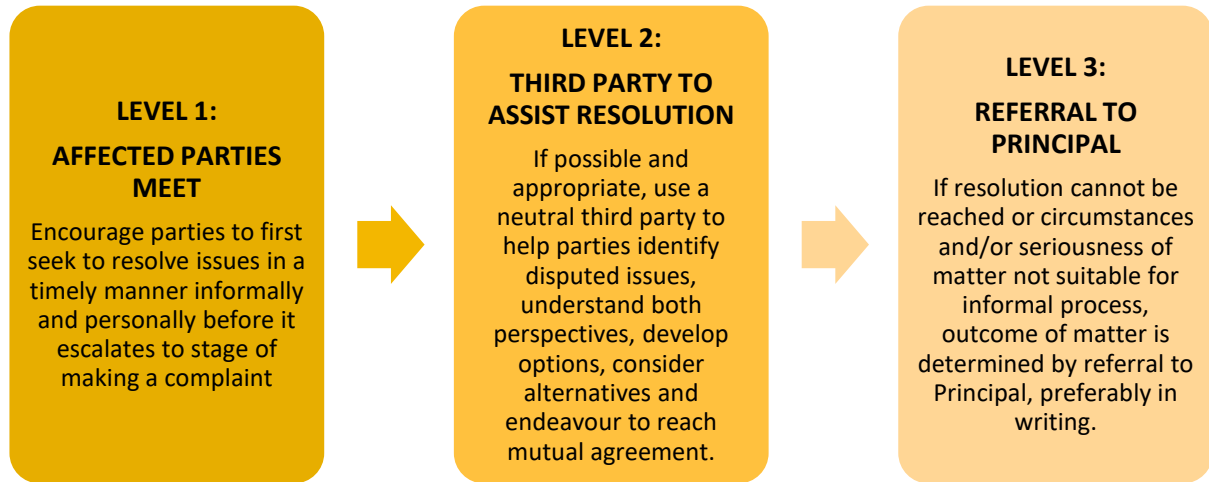 LEVEL 1:
AFFECTED PARTIES
MEET
Encourage parties to first
seek to resolve issues in a
timely manner informally
and personally before it
escalates to stage of
making a complaint
LEVEL 2:
THIRD PARTY TO
ASSIST RESOLUTION
If possible and
appropriate, use a
neutral third party to
help parties identify
disputed issues,
understand both
perspectives, develop
options, consider
alternatives and
endeavour to reach
mutual agreement.
LEVEL 3:
REFERRAL TO
PRINCIPAL
If resolution cannot be
reached or circumstances
and/or seriousness of
matter not suitable for
informal process,
outcome of matter is
determined by referral to
Principal, preferably in
writing.